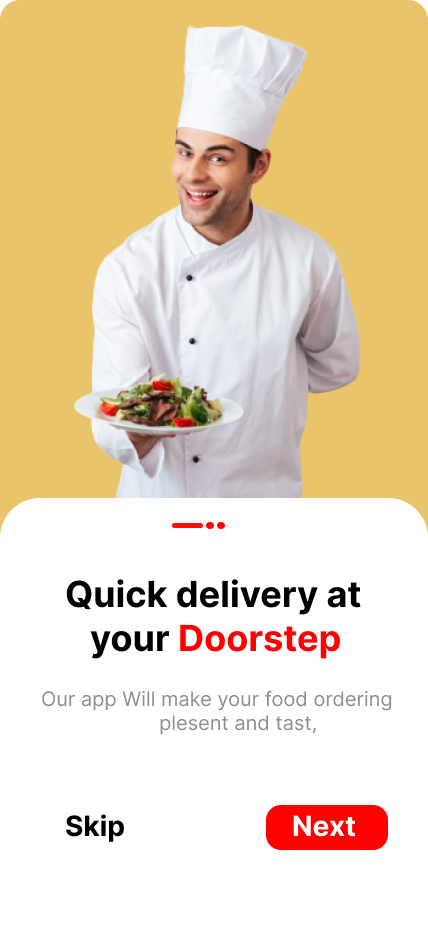 Quick delivery at
your Doorstep
Our app Will make your food ordering
plesent and tast,
Skip
Next